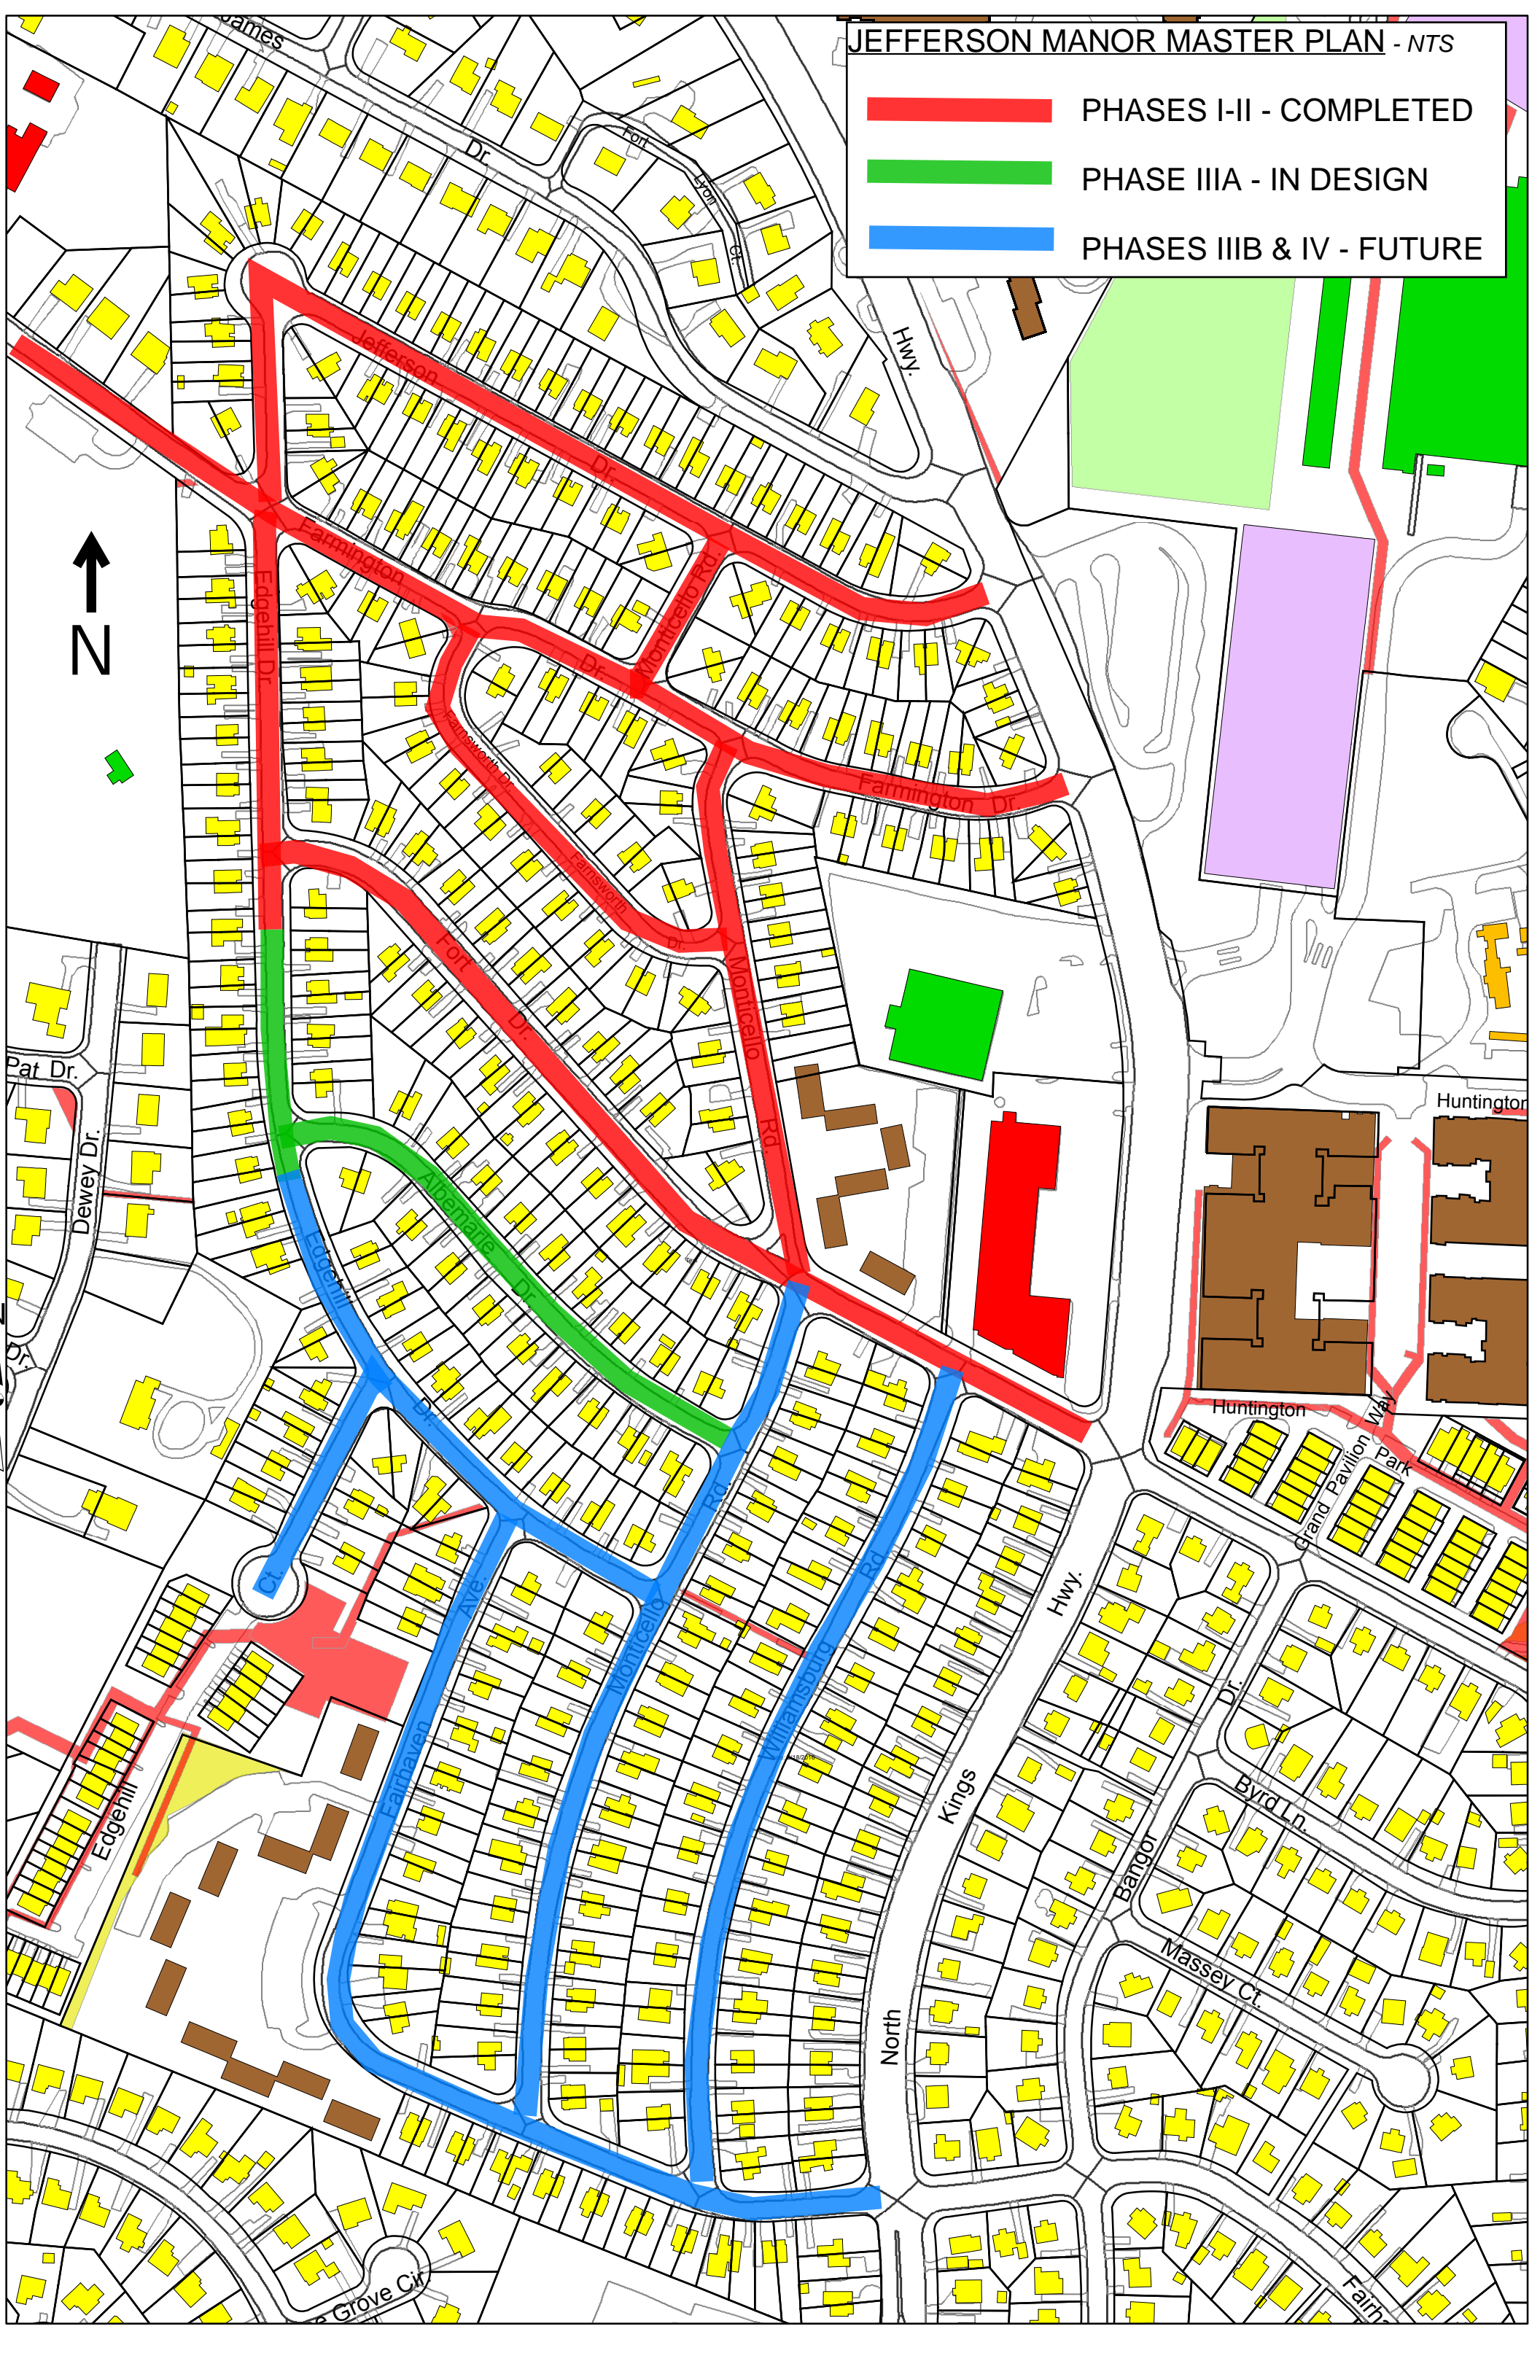 JEFFERSON MANOR MASTER PLAN - NTS
PHASES I-II - COMPLETED
PHASE IIIA - IN DESIGN
PHASES IIIB & IV - FUTURE
James
Dr.
Fort
Lyon
Ct.
Hwy.
Jefferson
Dr.
Farmington
Dr.
Monticello Rd.
Edgehill Dr.
N
Farnsworth Dr.
Farnsworth
Dr.
Farmington Dr.
Fort
Dr.
Monticello
Rd.
Pat Dr.
Dewey Dr.
Dr.
Albemarle
Dr.
Edgehill
Dr.
Ct.
Edgehill
Rd.
Monticello
Ave.
Fairhaven
Rd
Williamsburg
Hwy.
Kings
North
Huntington
Huntington
Way
Park
Grand Pavilion
Dr.
Bangor
Byrd Ln.
Massey Ct.
Grove Cir